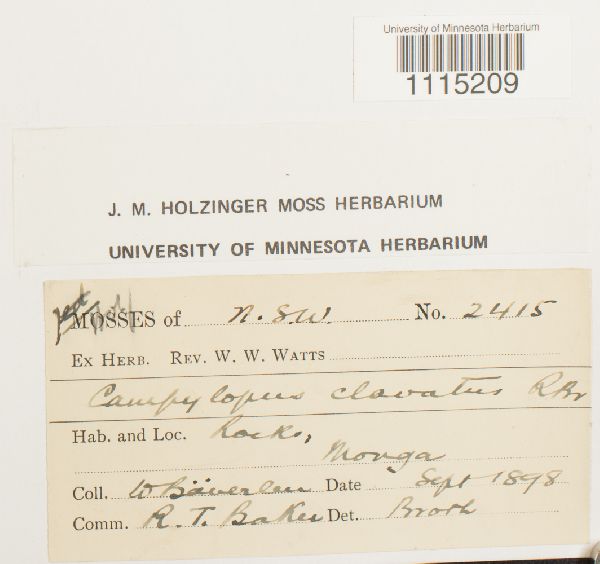 University of Minnesota Herbarium
1115209
J. M. HOLZINGER MOSS HERBARIUM
UNIVERSITY OF MINNESOTA HERBARIUM
MOSSES of N.S.W. No. 2415
EX HERB. REV. W. W. WATTS
Campylopus clavatus R Br
Hab. and Loc. Rocks,
Monga
Coll. W Bäuerlen Date Sept 1898
Comm. R. T. Baker Det. Broth